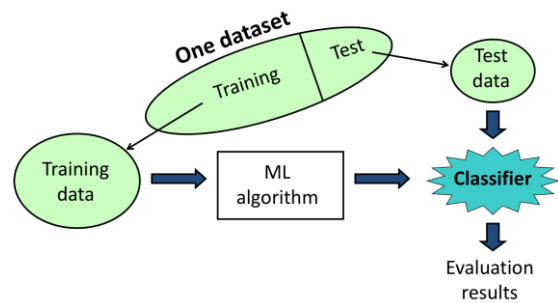 One dataset
Training
Test
Test
data
Training
data
ML
algorithm
Classifier
Evaluation
results